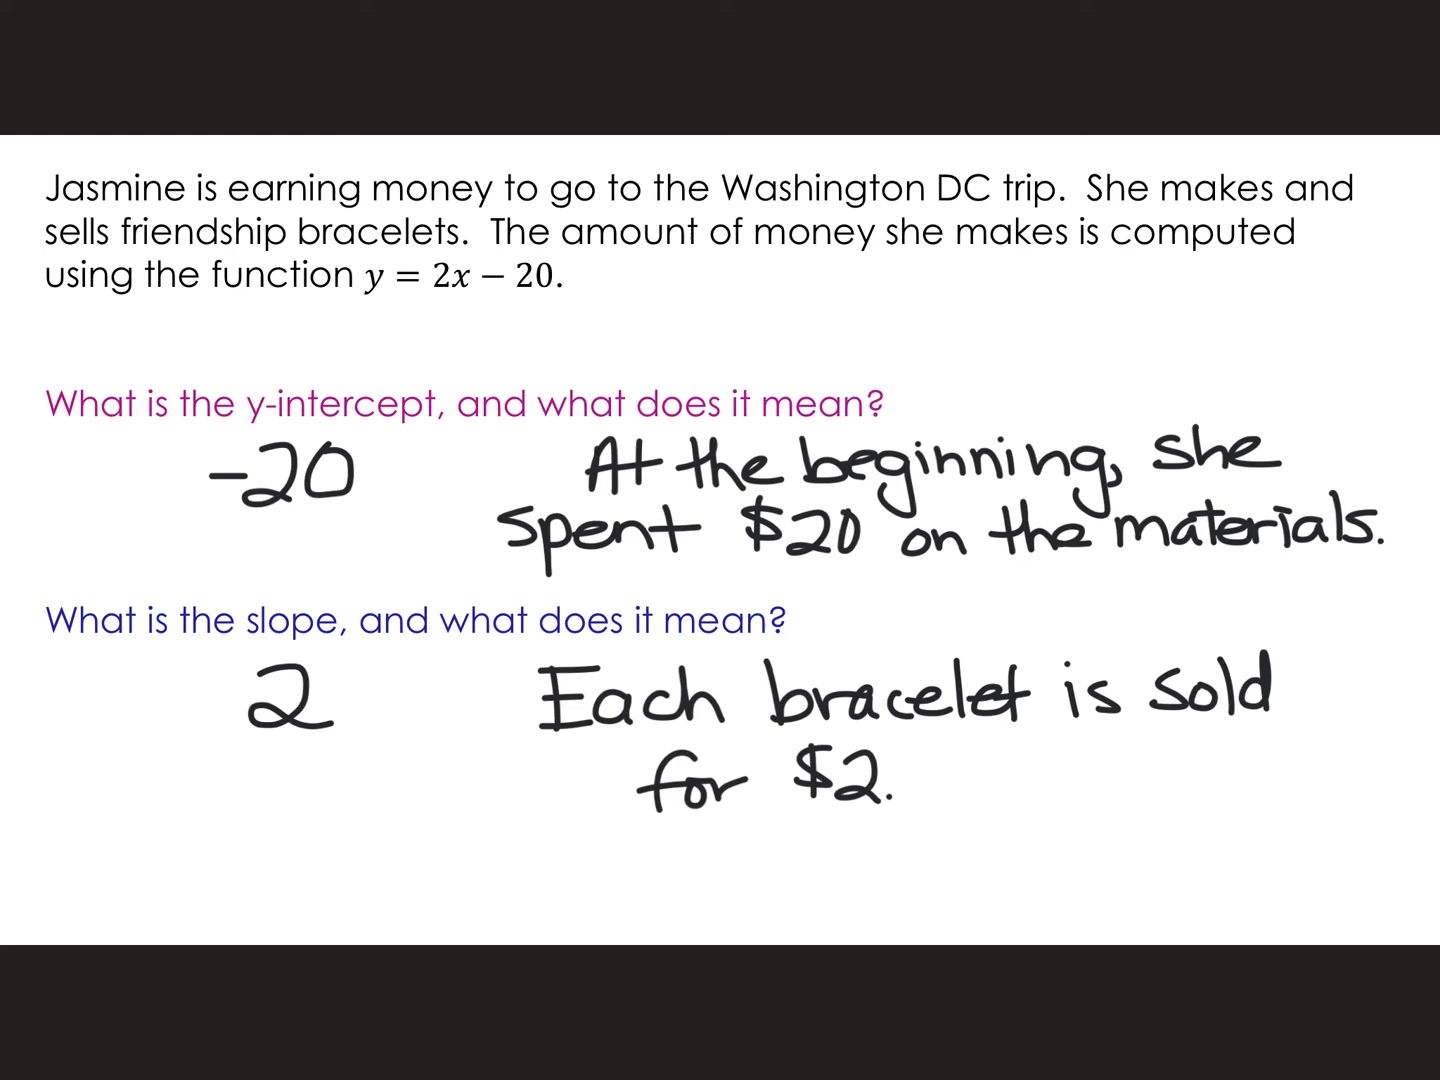 Jasmine is earning money to go to the Washington DC trip.  She makes and
sells friendship bracelets.  The amount of money she makes is computed
using the function y = 2x − 20.
What is the y-intercept, and what does it mean?
-20 At the beginning, she
spent $20 on the materials.
What is the slope, and what does it mean?
2 Each bracelet is sold
for $2.